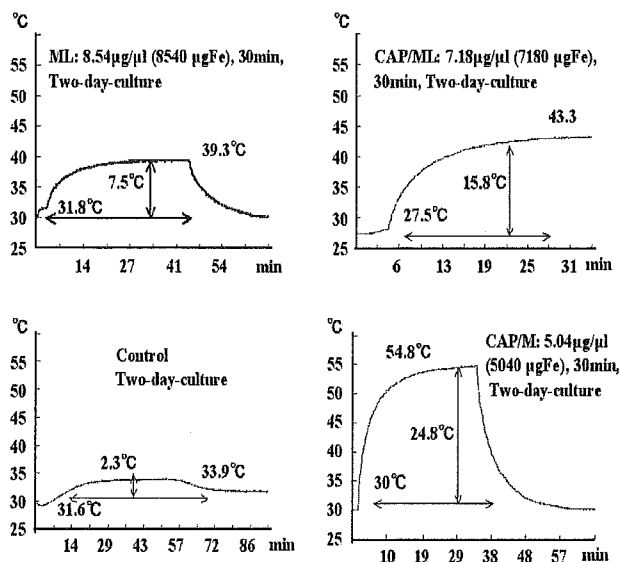 °C
ML: 8.54µg/µl (8540 µgFe), 30min,
Two-day-culture
55
50
45
40
35
30
25
39.3°C
7.5°C
31.8°C
14 27 41 54 min
°C
CAP/ML: 7.18µg/µl (7180 µgFe),
30min, Two-day-culture
55
50
45
40
35
30
25
43.3
15.8°C
27.5°C
6 13 19 25 31 min
°C
Control
Two-day-culture
55
50
45
40
35
30
25
2.3°C
33.9°C
31.6°C
14 29 43 57 72 86 min
°C
CAP/M: 5.04µg/µl
(5040 µgFe), 30min,
Two-day-culture
55
50
45
40
35
30
25
54.8°C
24.8°C
30°C
10 19 29 38 47 57 min